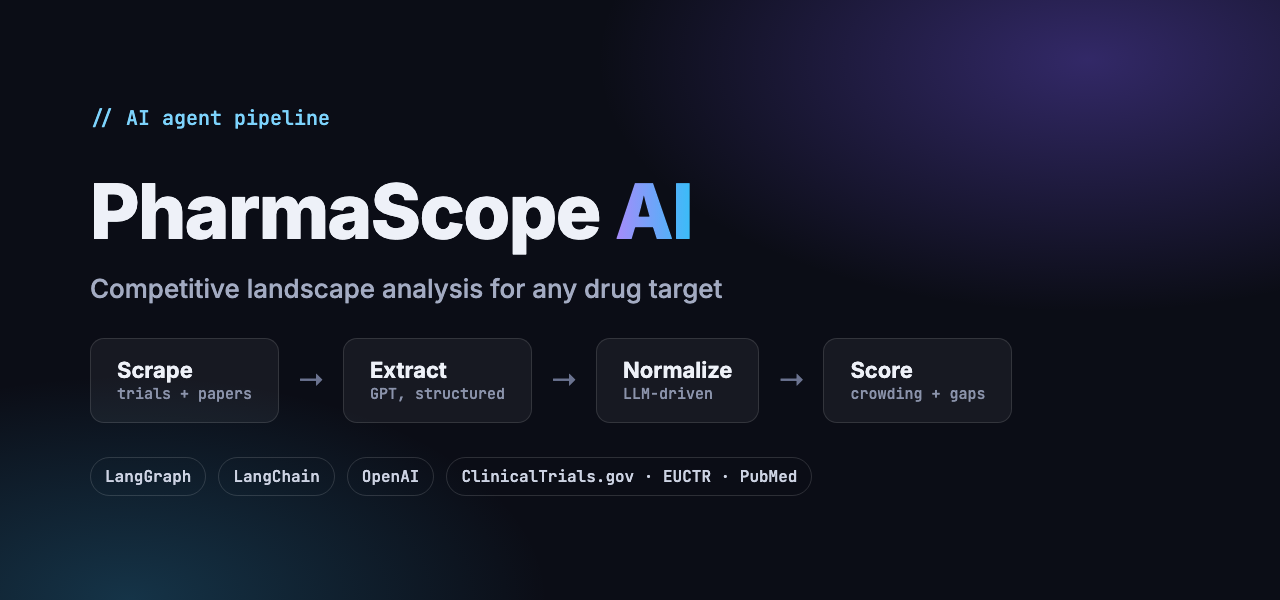 // AI agent pipeline
PharmaScope AI
Competitive landscape analysis for any drug target
Scrape → Extract → Normalize → Score
trials + papers GPT, structured LLM-driven crowding + gaps
LangGraph LangChain OpenAI ClinicalTrials.gov · EUCTR · PubMed